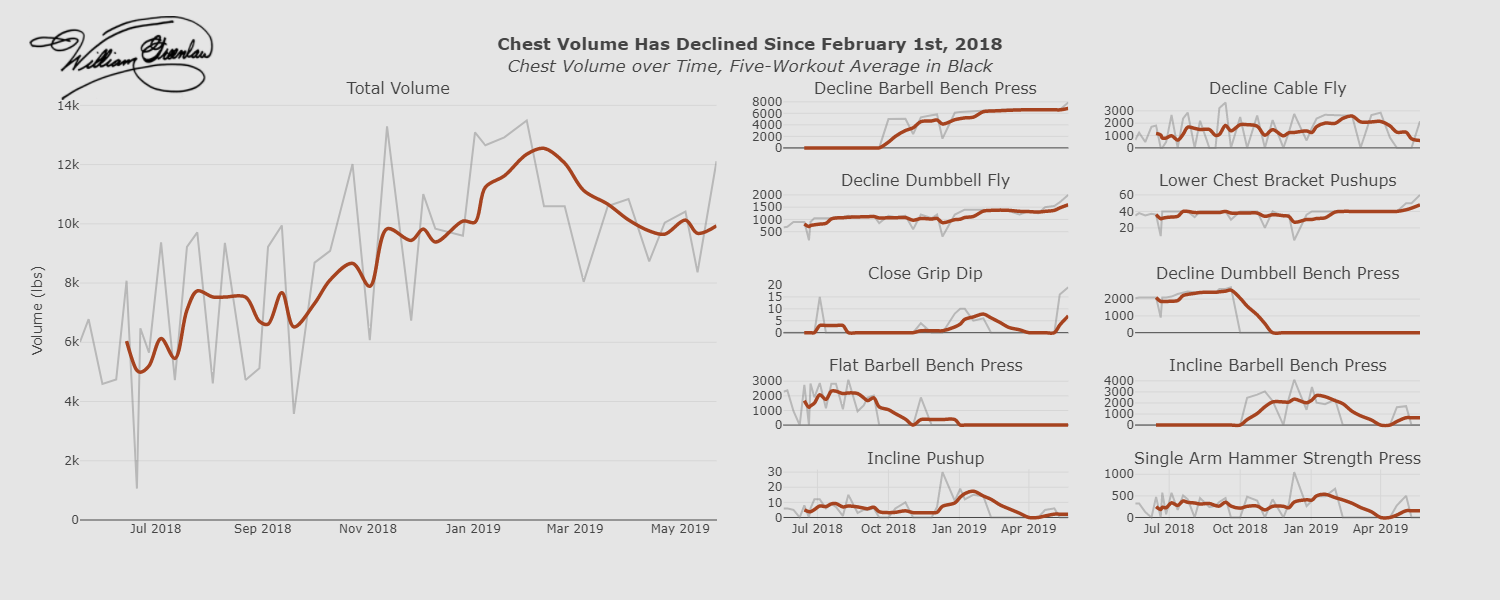 William Greenlaw
Chest Volume Has Declined Since February 1st, 2018
Chest Volume over Time, Five-Workout Average in Black
Total Volume
Volume (lbs)
14k
12k
10k
8k
6k
4k
2k
0
Jul 2018 Sep 2018 Nov 2018 Jan 2019 Mar 2019 May 2019
Decline Barbell Bench Press
8000
6000
4000
2000
0
Decline Cable Fly
3000
2000
1000
0
Decline Dumbbell Fly
2000
1500
1000
500
Lower Chest Bracket Pushups
60
40
20
Close Grip Dip
20
15
10
5
0
Decline Dumbbell Bench Press
2000
1000
0
Flat Barbell Bench Press
3000
2000
1000
0
Incline Barbell Bench Press
4000
3000
2000
1000
0
Incline Pushup
30
20
10
0
Jul 2018 Oct 2018 Jan 2019 Apr 2019
Single Arm Hammer Strength Press
1000
500
0
Jul 2018 Oct 2018 Jan 2019 Apr 2019